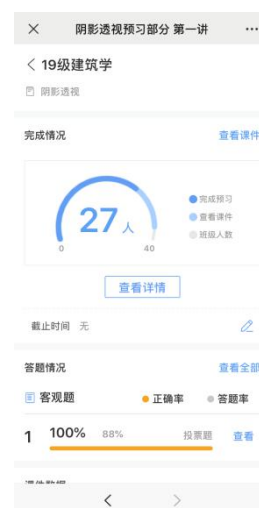 阴影透视预习部分 第一讲
19级建筑学
阴影透视
完成情况 查看课件
27人
0 40
完成预习
查看课件
班级人数
查看详情
截止时间 无
答题情况 查看全部
客观题 正确率 答题率
1 100% 88% 投票题 查看